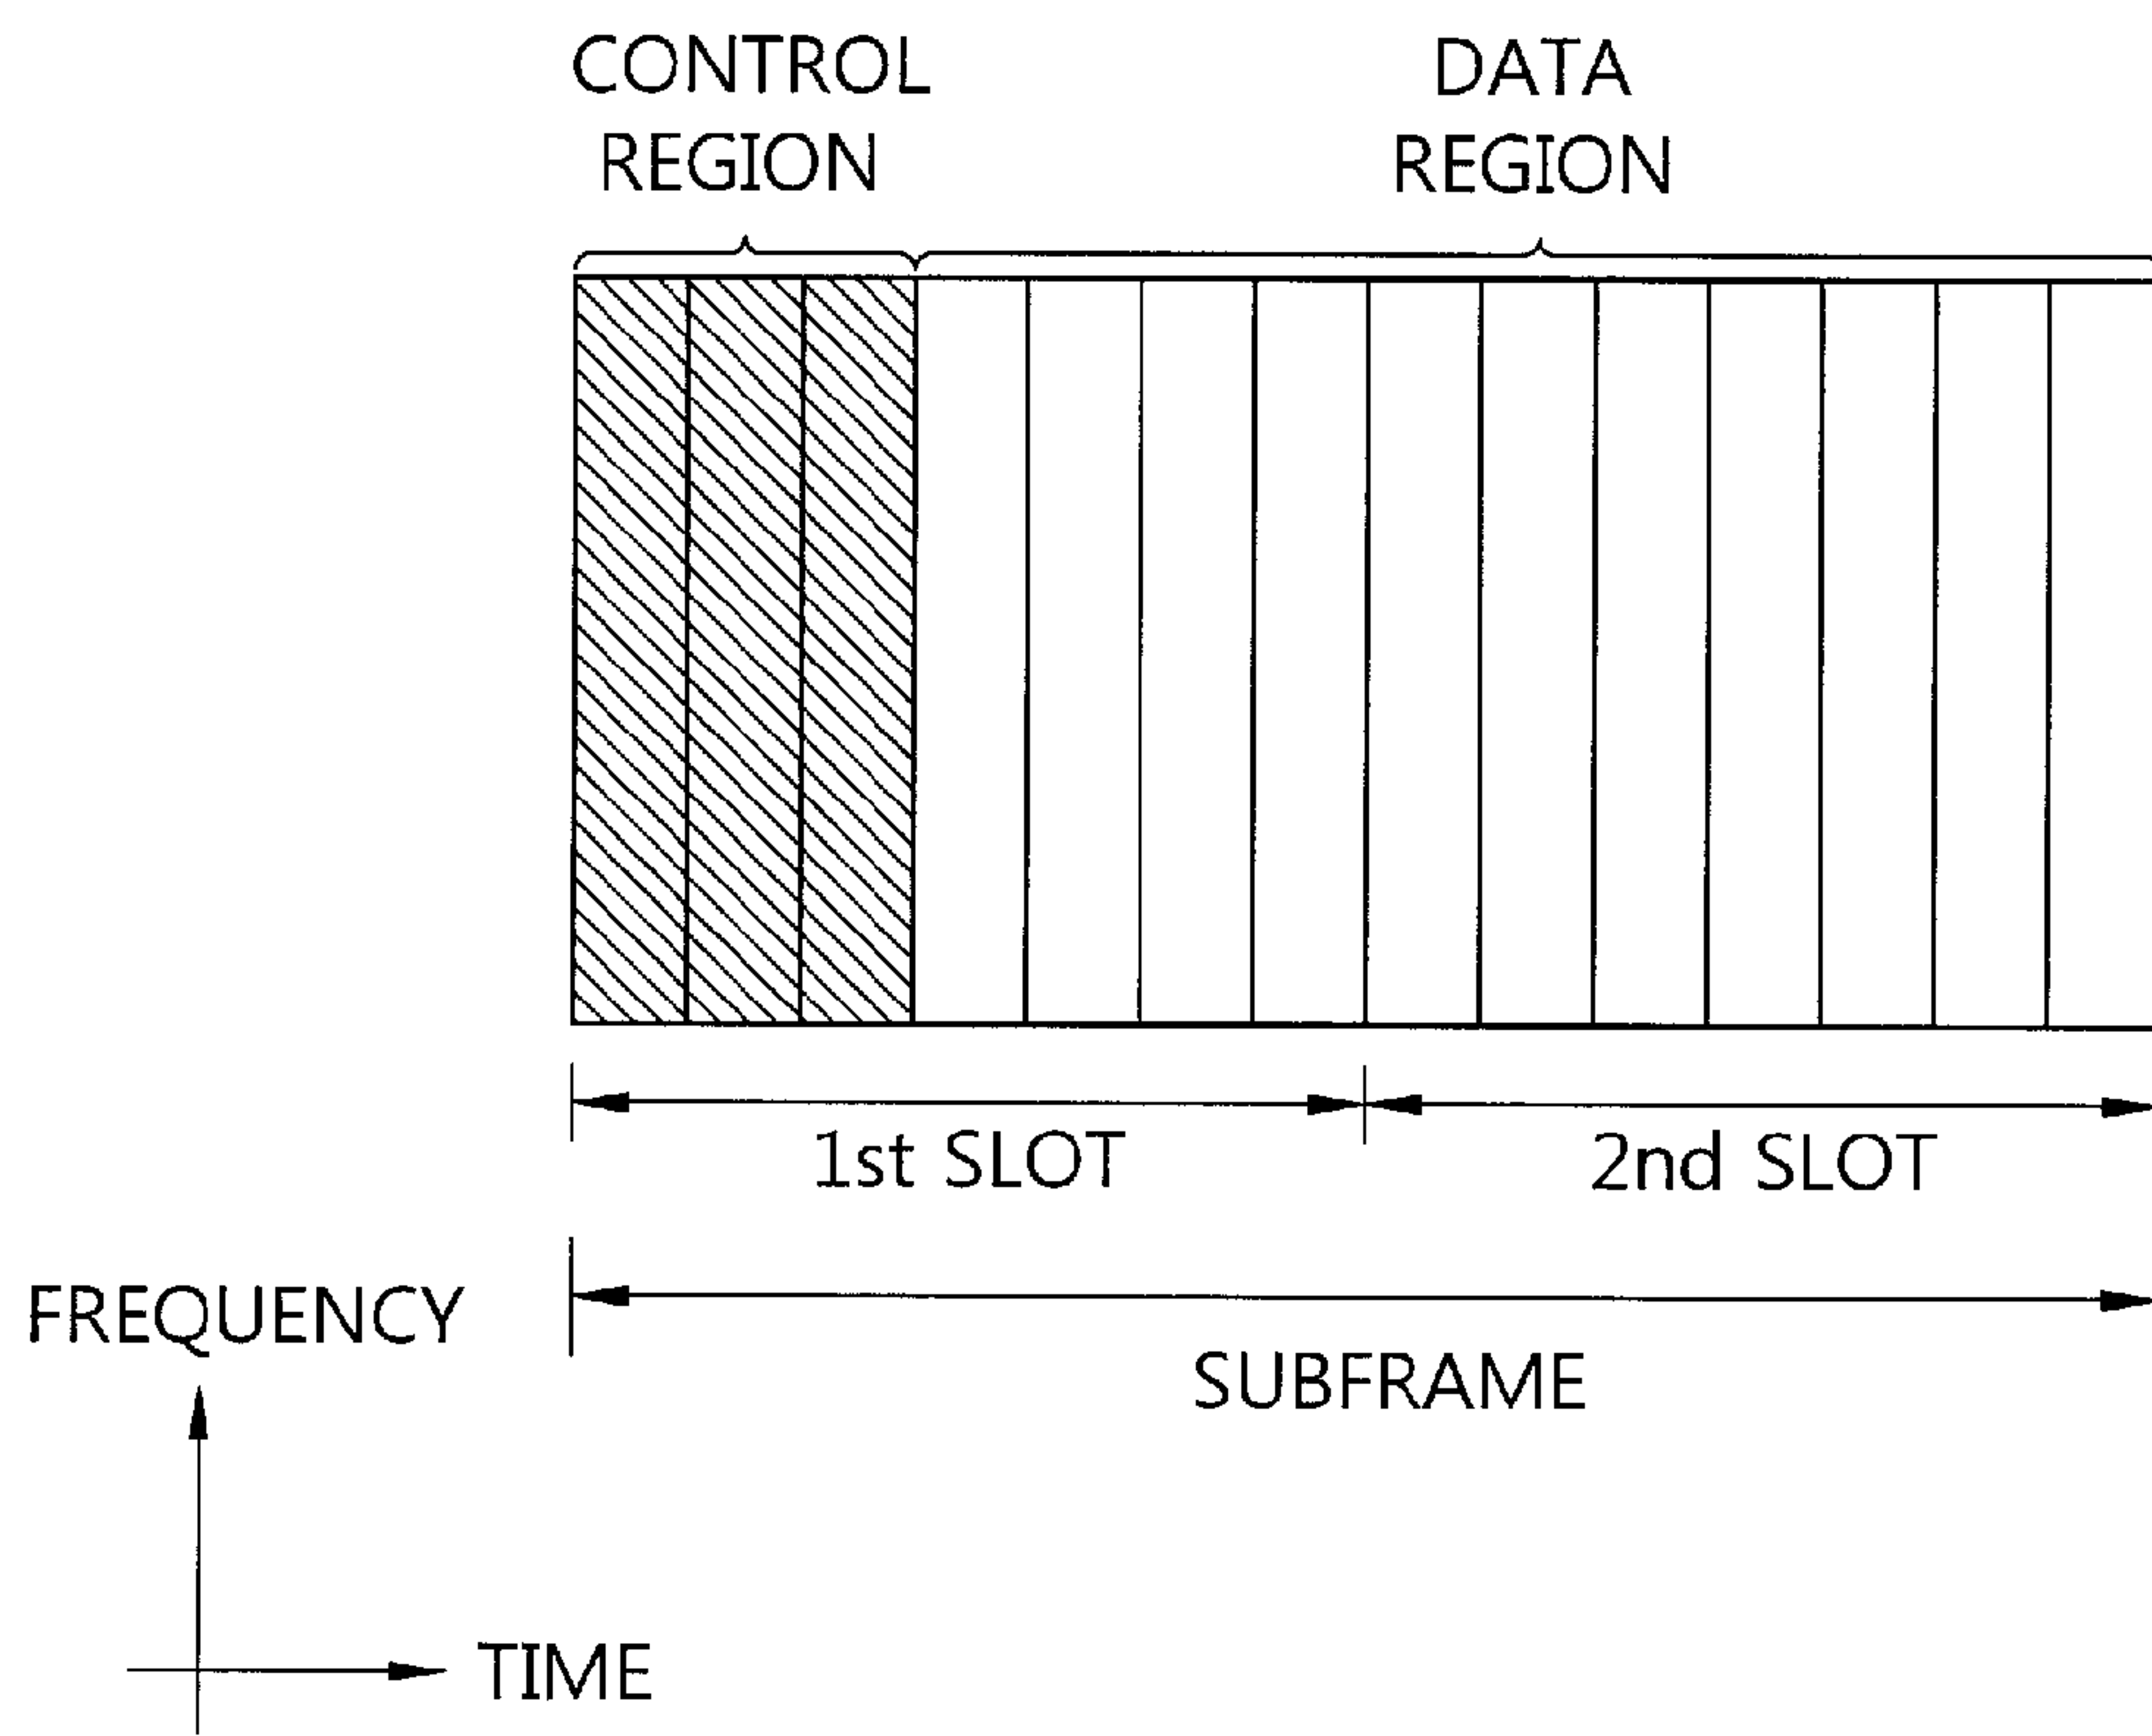 CONTROL
REGION
DATA
REGION
1st SLOT
2nd SLOT
SUBFRAME
FREQUENCY
TIME